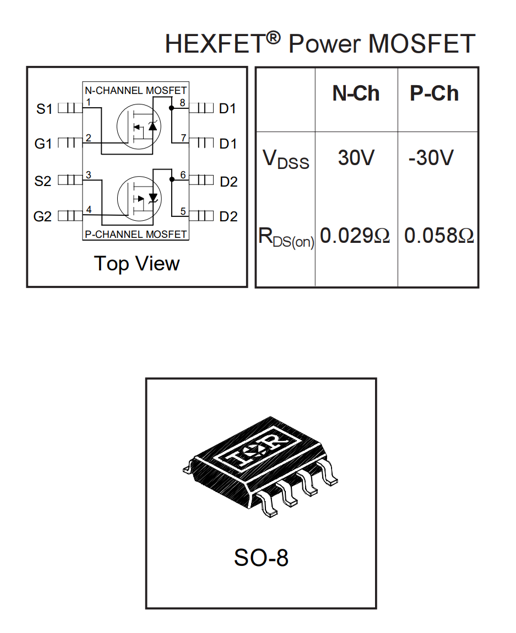 HEXFET® Power MOSFET
N-CHANNEL MOSFET
S1 1 8 D1
G1 2 7 D1
S2 3 6 D2
G2 4 5 D2
P-CHANNEL MOSFET
Top View
N-Ch P-Ch
VDSS 30V -30V
RDS(on) 0.029Ω 0.058Ω
IOR
SO-8